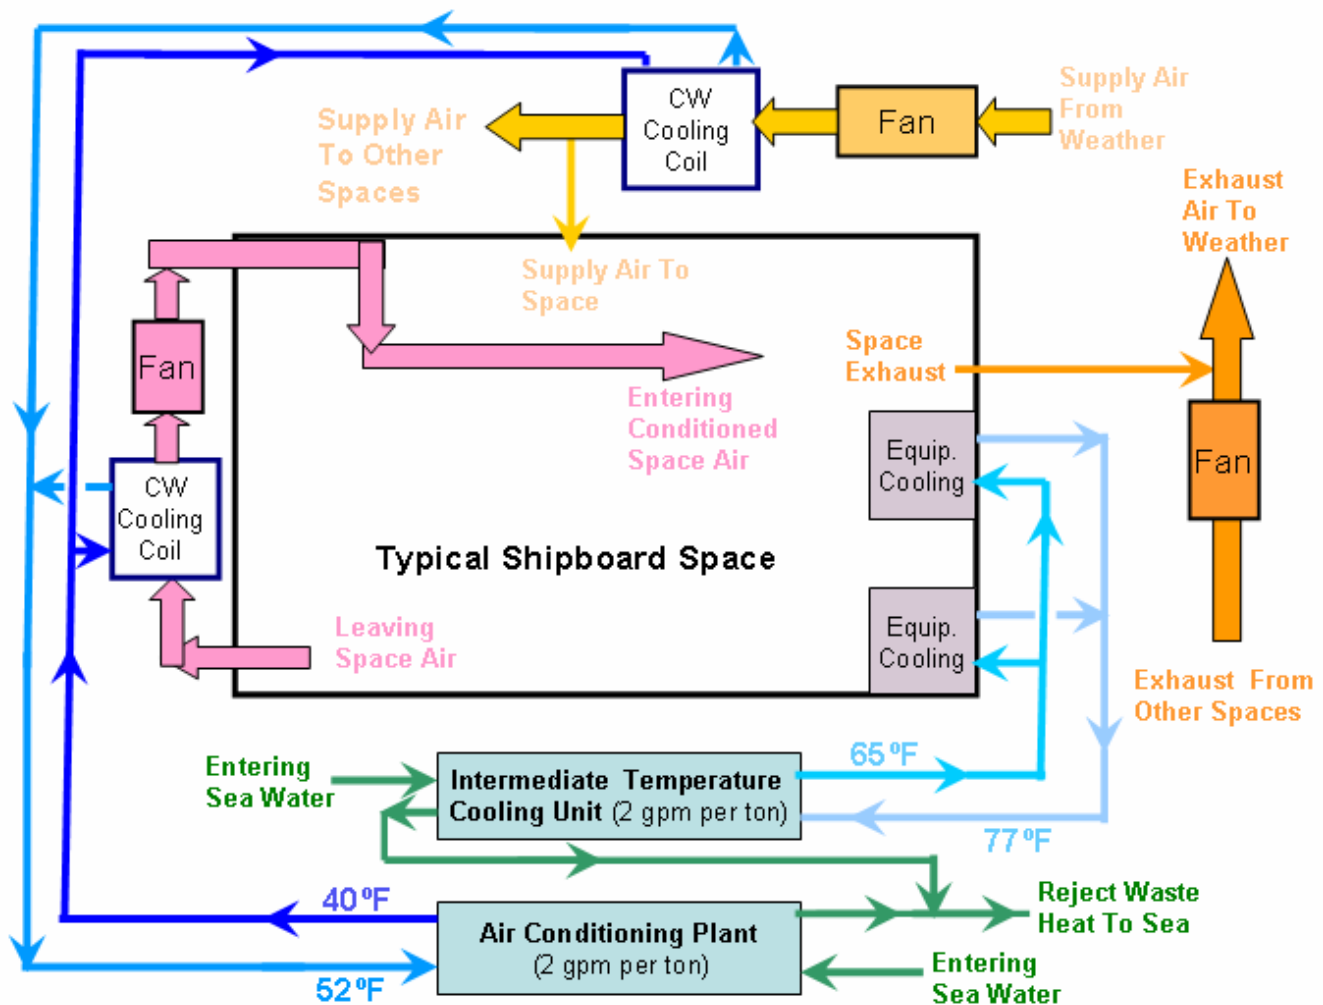 CW
Cooling
Coil
Fan
Supply Air
From
Weather
Supply Air
To Other
Spaces
Exhaust
Air To
Weather
Supply Air To
Space
Fan
Space
Exhaust
Entering
Conditioned
Space Air
Equip.
Cooling
Fan
CW
Cooling
Coil
Typical Shipboard Space
Leaving
Space Air
Equip.
Cooling
Exhaust From
Other Spaces
Entering
Sea Water
Intermediate Temperature
Cooling Unit (2 gpm per ton)
65 ºF
77 ºF
40 ºF
Air Conditioning Plant
(2 gpm per ton)
Reject Waste
Heat To Sea
52 ºF
Entering
Sea Water